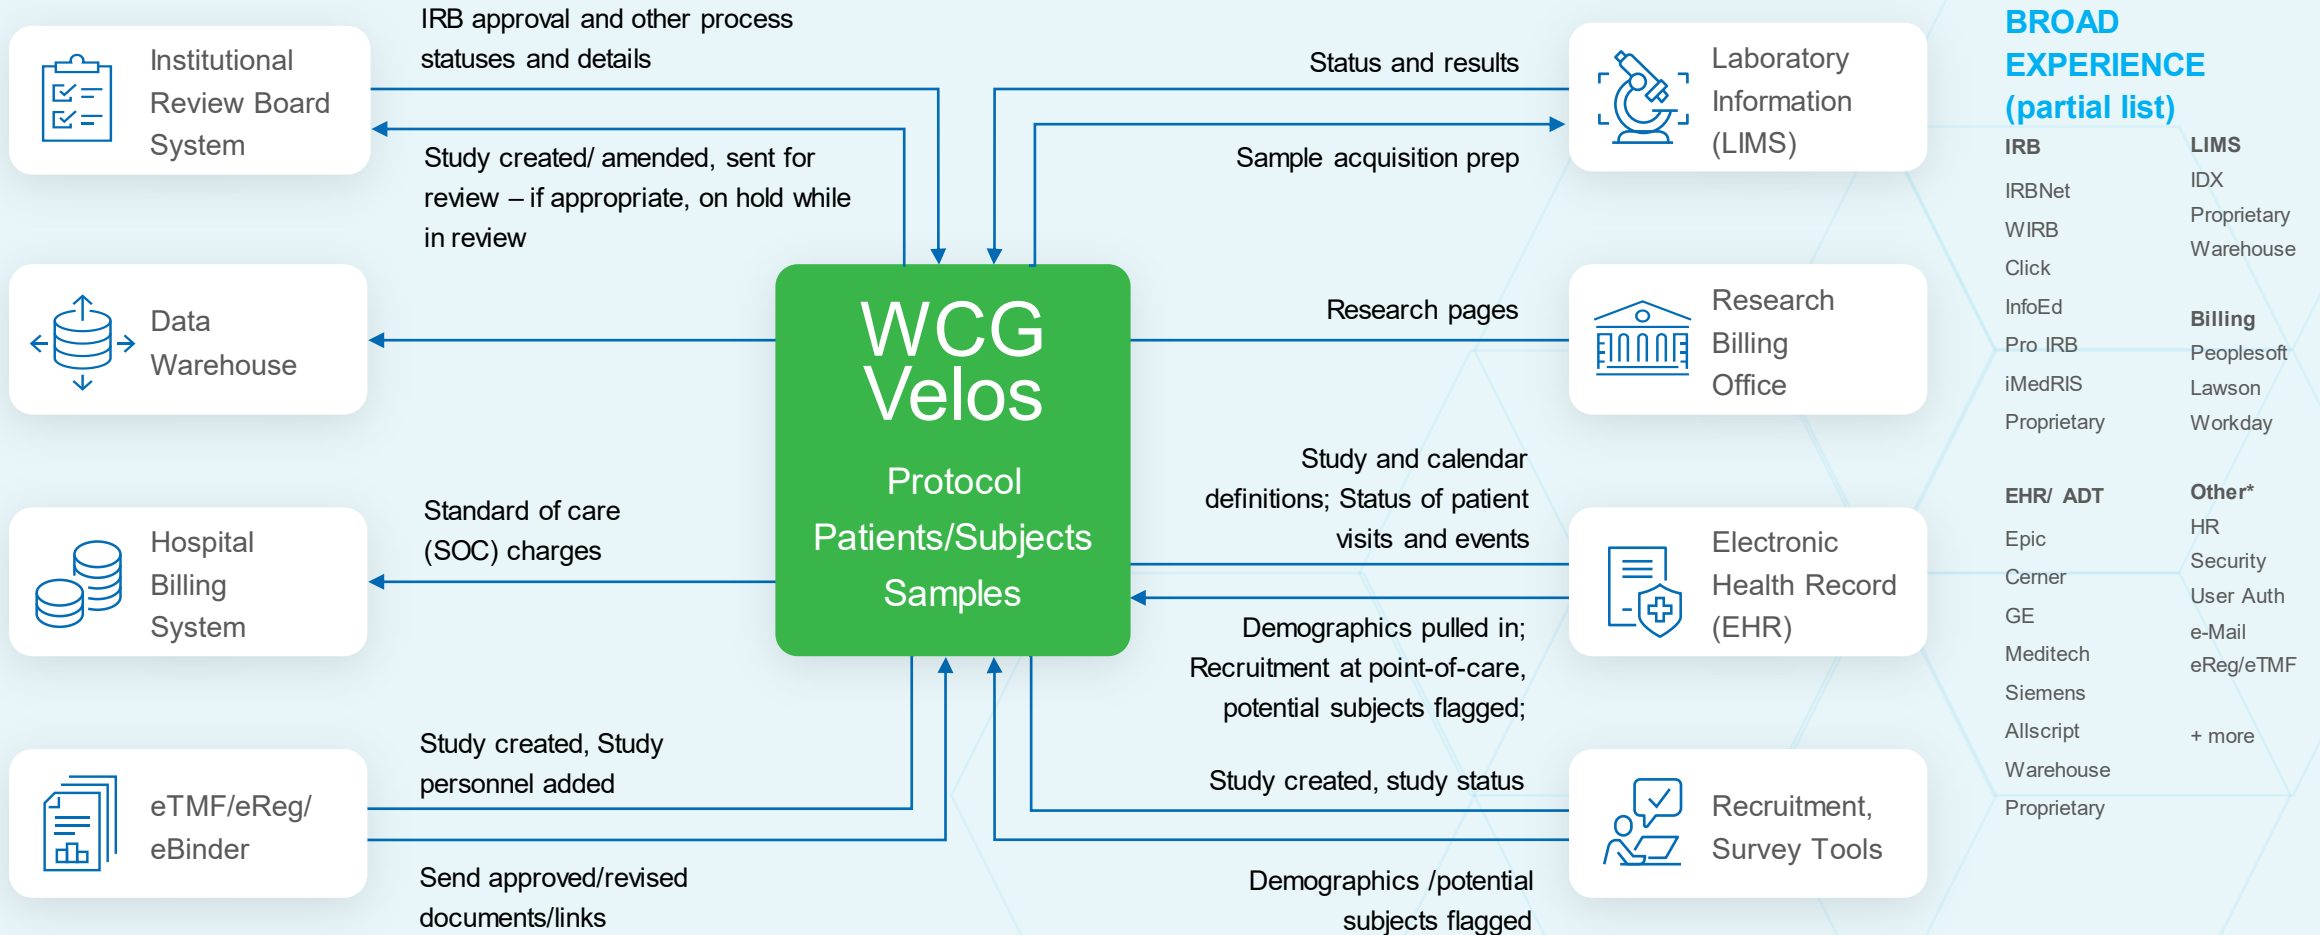 IRB approval and other process
statuses and details
Institutional
Review Board
System
Study created/ amended, sent for
review – if appropriate, on hold while
in review
Data
Warehouse
Standard of care
(SOC) charges
Hospital
Billing
System
Study created, Study
personnel added
eTMF/eReg/
eBinder
Send approved/revised
documents/links
WCG
Velos
Protocol
Patients/Subjects
Samples
Status and results
Sample acquisition prep
Laboratory
Information
(LIMS)
Research pages
Research
Billing
Office
Study and calendar
definitions; Status of patient
visits and events
Electronic
Health Record
(EHR)
Demographics pulled in;
Recruitment at point-of-care,
potential subjects flagged;
Study created, study status
Recruitment,
Survey Tools
Demographics /potential
subjects flagged
BROAD
EXPERIENCE
(partial list)
IRB
IRBNet
WIRB
Click
InfoEd
Pro IRB
iMedRIS
Proprietary
EHR/ ADT
Epic
Cerner
GE
Meditech
Siemens
Allscript
Warehouse
Proprietary
LIMS
IDX
Proprietary
Warehouse
Billing
Peoplesoft
Lawson
Workday
Other*
HR
Security
User Auth
e-Mail
eReg/eTMF
+ more